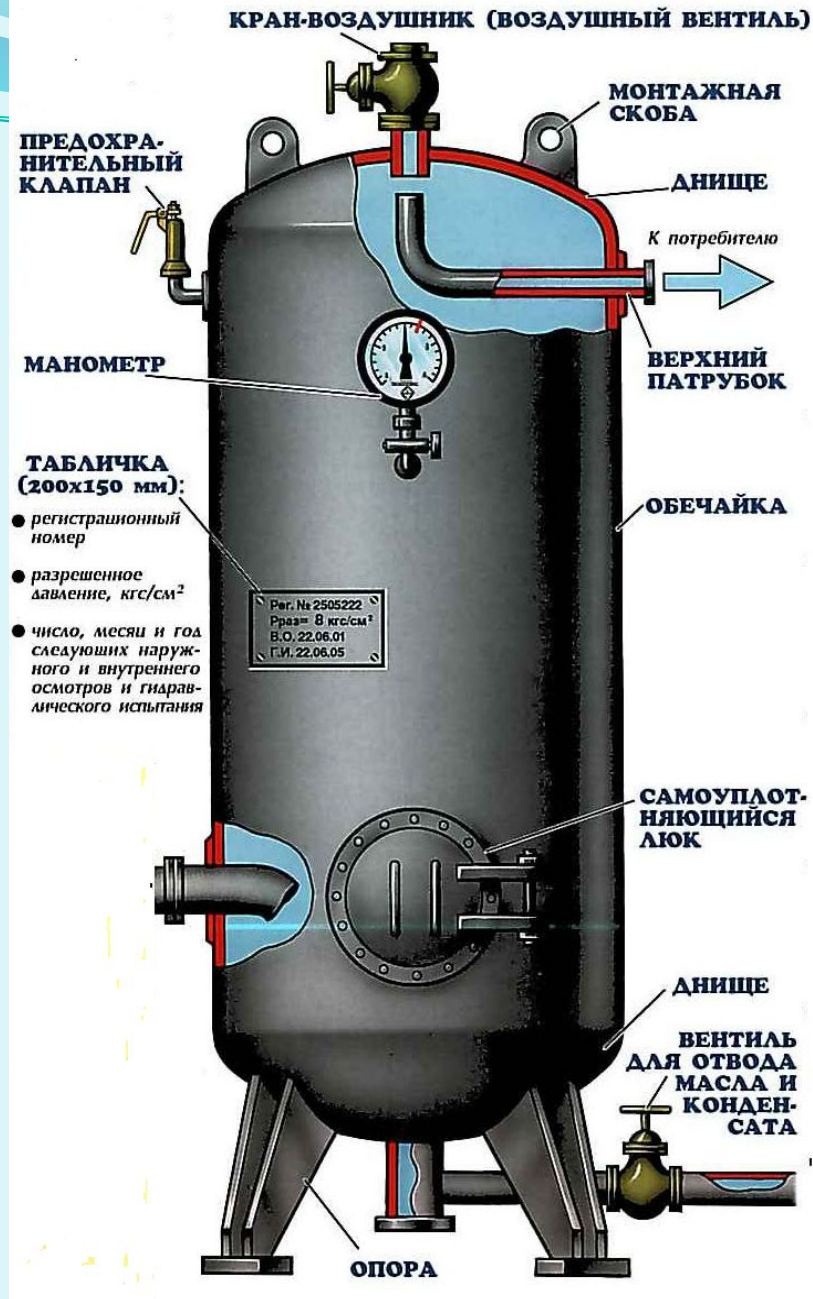 КРАН-ВОЗДУШНИК (ВОЗДУШНЫЙ ВЕНТИЛЬ)
МОНТАЖНАЯ
СКОБА
ПРЕДОХРА-
НИТЕЛЬНЫЙ
КЛАПАН
ДНИЩЕ
К потребителю
МАНОМЕТР
ВЕРХНИЙ
ПАТРУБОК
ТАБЛИЧКА
(200х150 мм):
● регистрационный
номер
● разрешенное
давление, кгс/см²
● число, месяц и год
следующих наруж-
ного и внутреннего
осмотров и гидрав-
лического испытания
ОБЕЧАЙКА
Рег. № 2505222
Рраз= 8 кгс/см²
В.О. 22.06.01
Г.И. 22.06.05
САМОУПЛОТ-
НЯЮЩИЙСЯ
ЛЮК
ДНИЩЕ
ВЕНТИЛЬ
ДЛЯ ОТВОДА
МАСЛА И
КОНДЕН-
САТА
ОПОРА